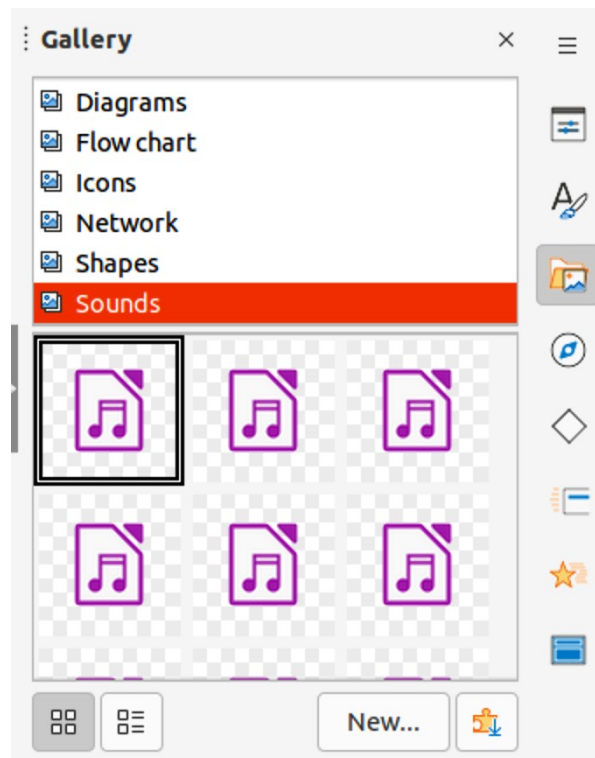 Gallery
Diagrams
Flow chart
Icons
Network
Shapes
Sounds
New...